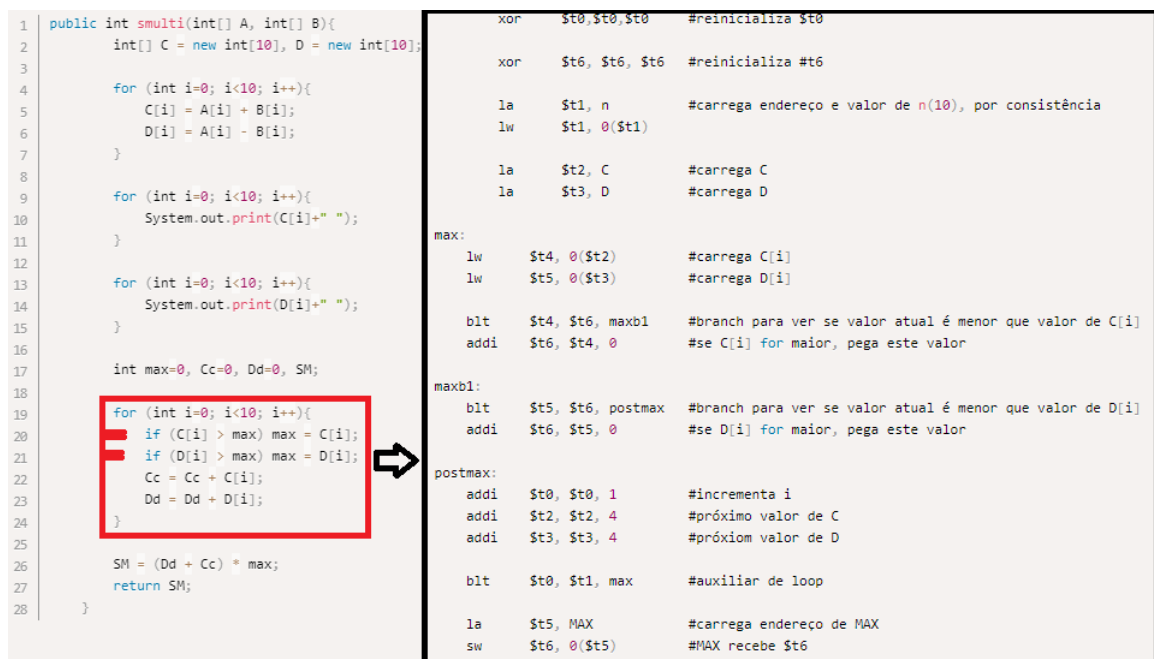 1 public int smulti(int[] A, int[] B){
2 int[] C = new int[10], D = new int[10];
3
4 for (int i=0; i<10; i++){
5 C[i] = A[i] + B[i];
6 D[i] = A[i] - B[i];
7 }
8
9 for (int i=0; i<10; i++){
10 System.out.print(C[i]+" ");
11 }
12
13 for (int i=0; i<10; i++){
14 System.out.print(D[i]+" ");
15 }
16
17 int max=0, Cc=0, Dd=0, SM;
18
19 for (int i=0; i<10; i++){
20 if (C[i] > max) max = C[i];
21 if (D[i] > max) max = D[i];
22 Cc = Cc + C[i];
23 Dd = Dd + D[i];
24 }
25
26 SM = (Dd + Cc) * max;
27 return SM;
28 }
xor $t0,$t0,$t0 #reinicializa $t0
xor $t6, $t6, $t6 #reinicializa #t6
la $t1, n #carrega endereço e valor de n(10), por consistência
lw $t1, 0($t1)
la $t2, C #carrega C
la $t3, D #carrega D
max:
lw $t4, 0($t2) #carrega C[i]
lw $t5, 0($t3) #carrega D[i]
blt $t4, $t6, maxb1 #branch para ver se valor atual é menor que valor de C[i]
addi $t6, $t4, 0 #se C[i] for maior, pega este valor
maxb1:
blt $t5, $t6, postmax #branch para ver se valor atual é menor que valor de D[i]
addi $t6, $t5, 0 #se D[i] for maior, pega este valor
postmax:
addi $t0, $t0, 1 #incrementa i
addi $t2, $t2, 4 #próximo valor de C
addi $t3, $t3, 4 #próxiom valor de D
blt $t0, $t1, max #auxiliar de loop
la $t5, MAX #carrega endereço de MAX
sw $t6, 0($t5) #MAX recebe $t6